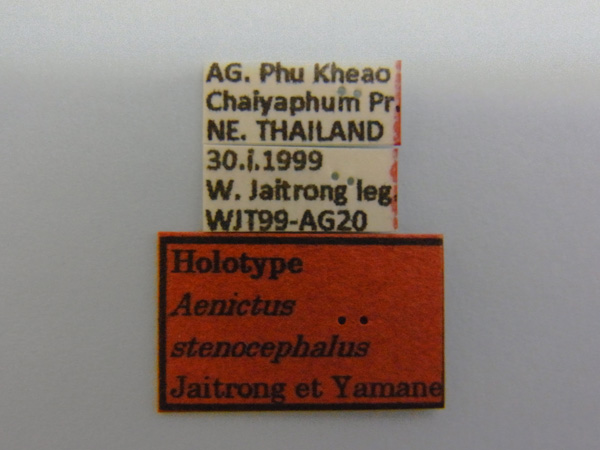 AG. Phu Kheao
Chaiyaphum Pr.
NE. THAILAND
30.i.1999
W. Jaitrong leg.
WJT99-AG20
Holotype
Aenictus
stenocephalus
Jaitrong et Yamane